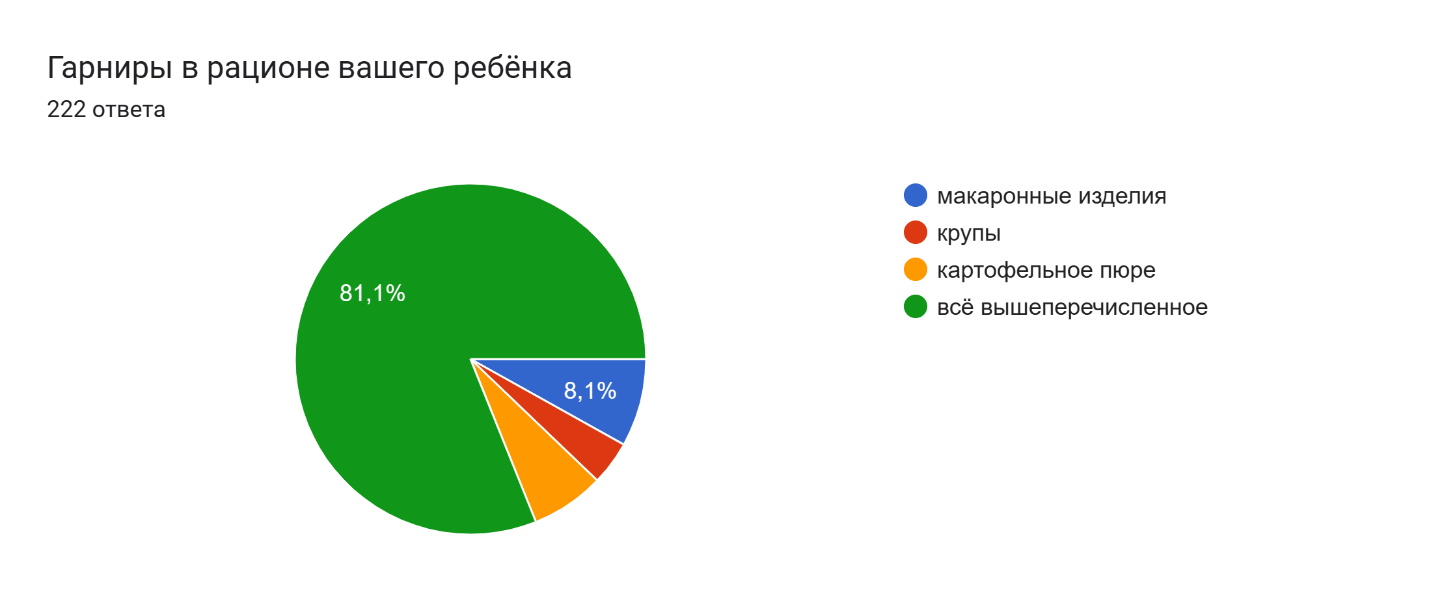 Гарниры в рационе вашего ребёнка
222 ответа
81,1%
8,1%
макаронные изделия
крупы
картофельное пюре
всё вышеперечисленное